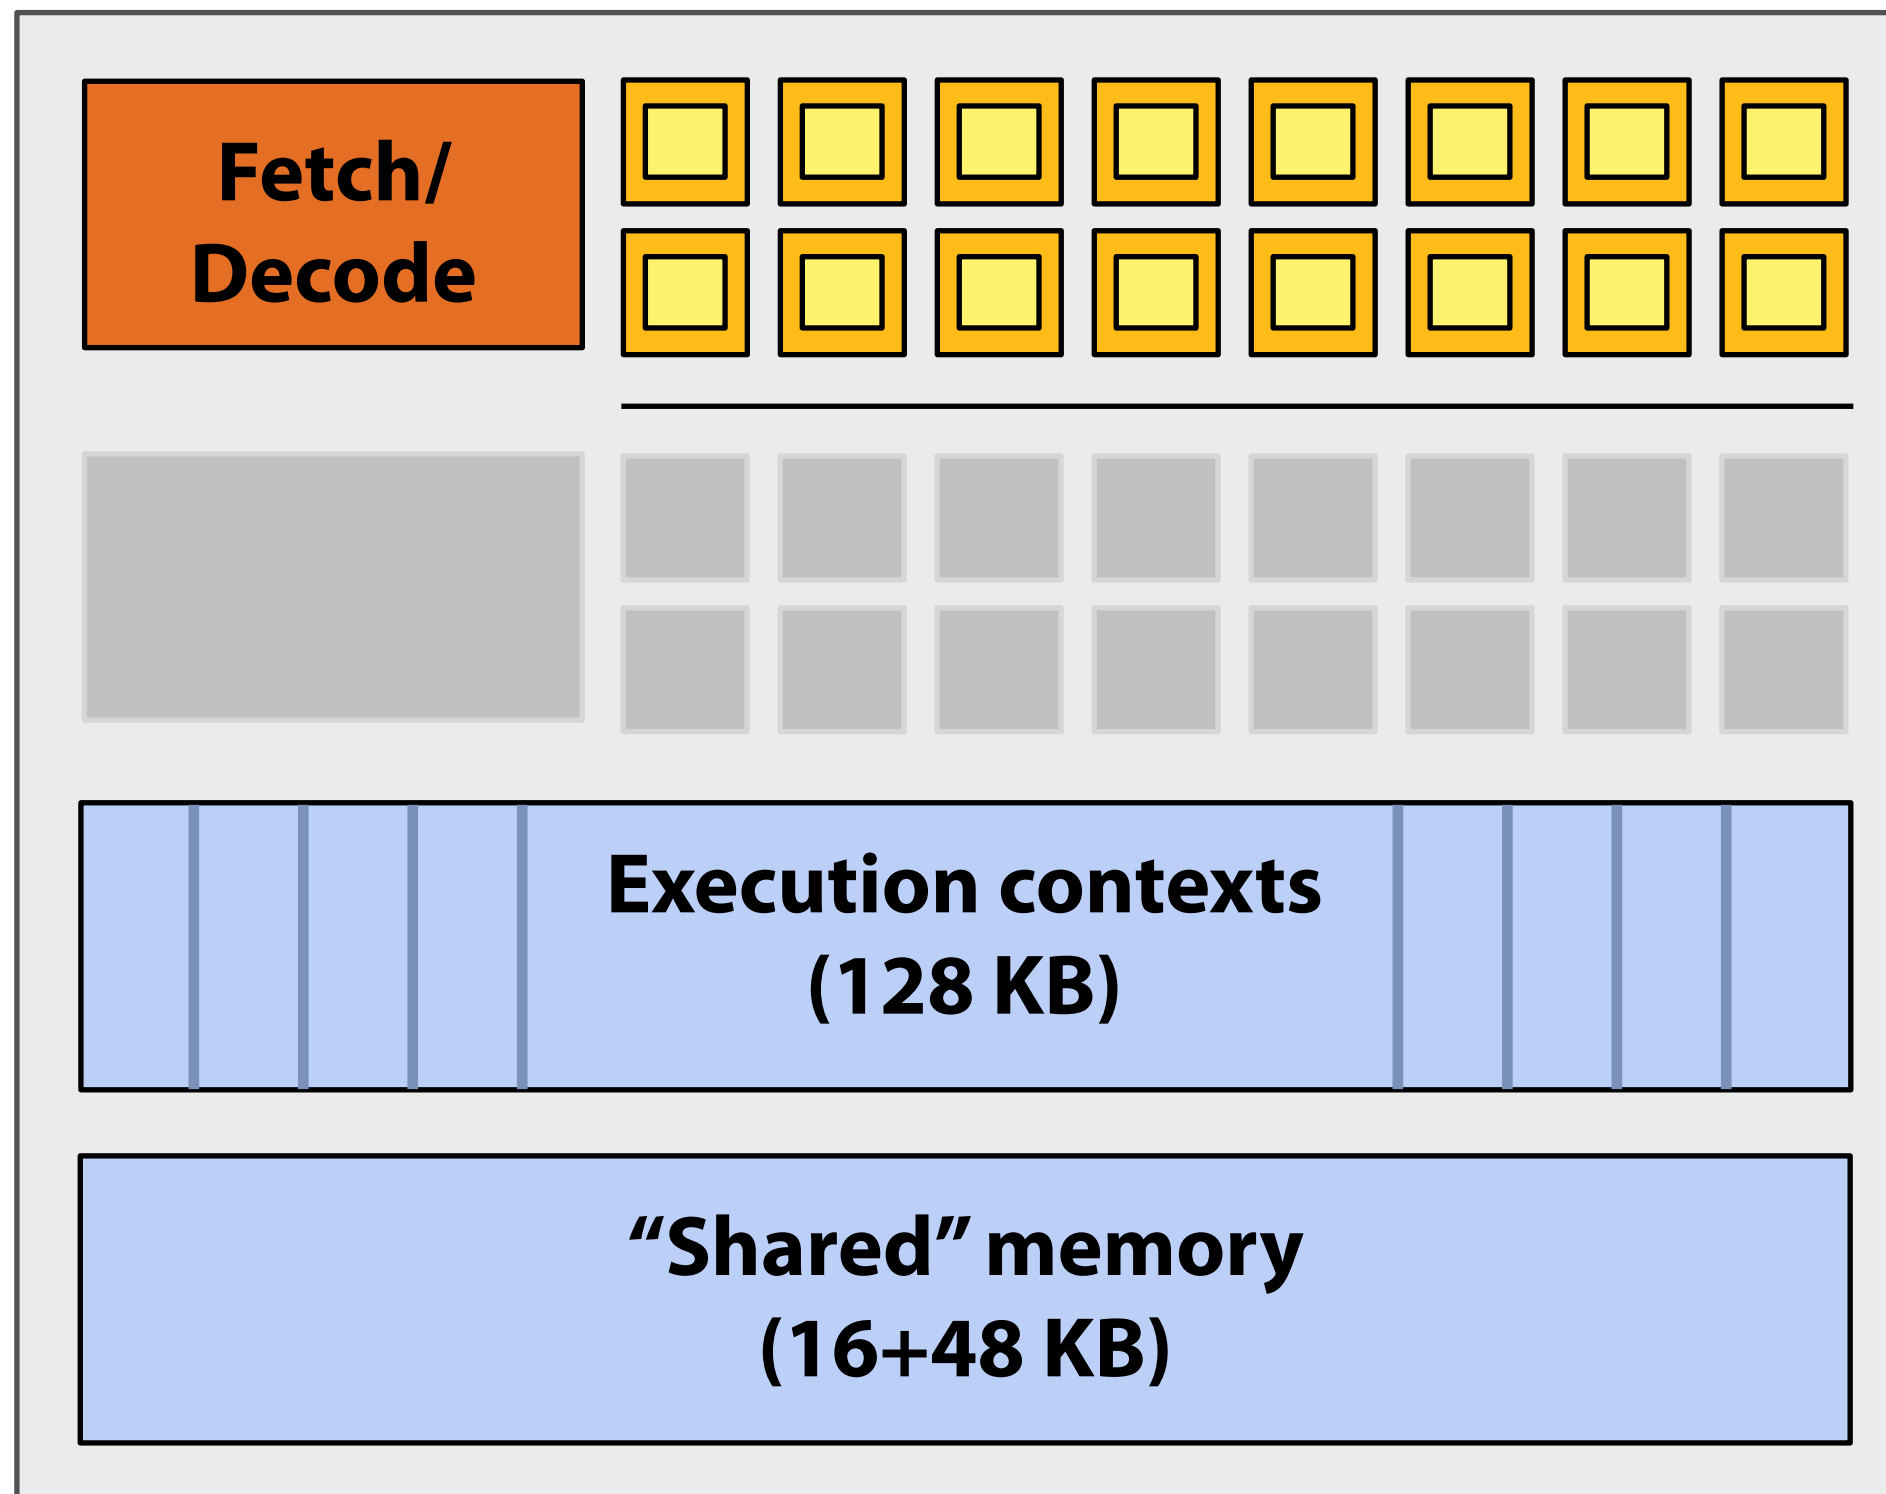 Fetch/
Decode
Execution contexts
(128 KB)
“Shared” memory
(16+48 KB)